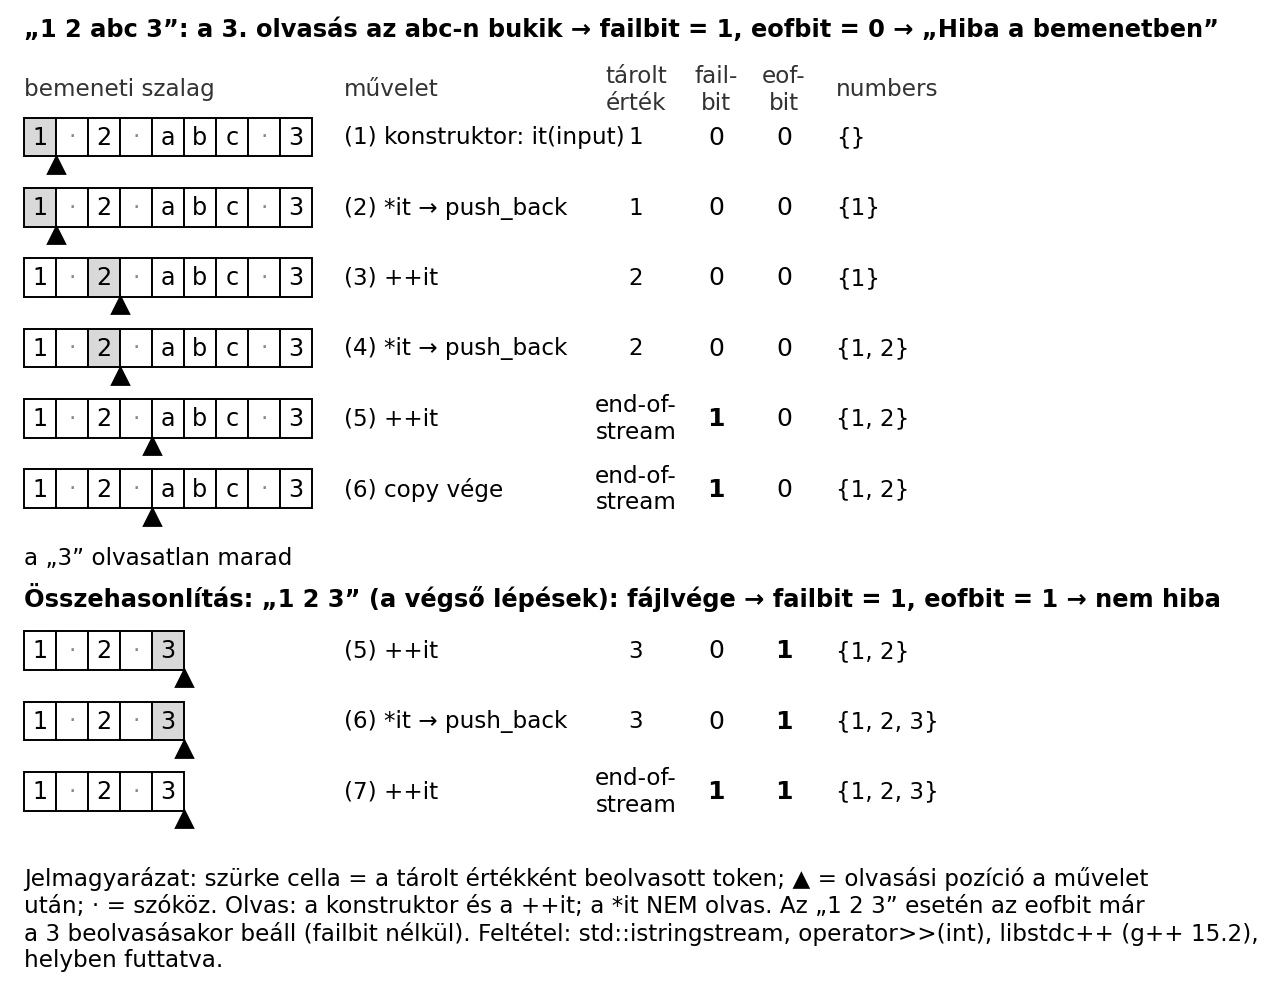 „1 2 abc 3”: a 3. olvasás az abc-n bukik → failbit = 1, eofbit = 0 → „Hiba a bemenetben”
bemeneti szalag művelet tárolt érték fail-bit eof-bit numbers
1 · 2 · a b c · 3 (1) konstruktor: it(input) 1 0 0 {}
▲
1 · 2 · a b c · 3 (2) *it → push_back 1 0 0 {1}
▲
1 · 2 · a b c · 3 (3) ++it 2 0 0 {1}
▲
1 · 2 · a b c · 3 (4) *it → push_back 2 0 0 {1, 2}
▲
1 · 2 · a b c · 3 (5) ++it end-of-stream 1 0 {1, 2}
▲
1 · 2 · a b c · 3 (6) copy vége end-of-stream 1 0 {1, 2}
▲
a „3” olvasatlan marad
Összehasonlítás: „1 2 3” (a végső lépések): fájlvége → failbit = 1, eofbit = 1 → nem hiba
1 · 2 · 3 (5) ++it 3 0 1 {1, 2}
▲
1 · 2 · 3 (6) *it → push_back 3 0 1 {1, 2, 3}
▲
1 · 2 · 3 (7) ++it end-of-stream 1 1 {1, 2, 3}
▲
Jelmagyarázat: szürke cella = a tárolt értékként beolvasott token; ▲ = olvasási pozíció a művelet
után; · = szóköz. Olvas: a konstruktor és a ++it; a *it NEM olvas. Az „1 2 3” esetén az eofbit már
a 3 beolvasásakor beáll (failbit nélkül). Feltétel: std::istringstream, operator>>(int), libstdc++ (g++ 15.2),
helyben futtatva.